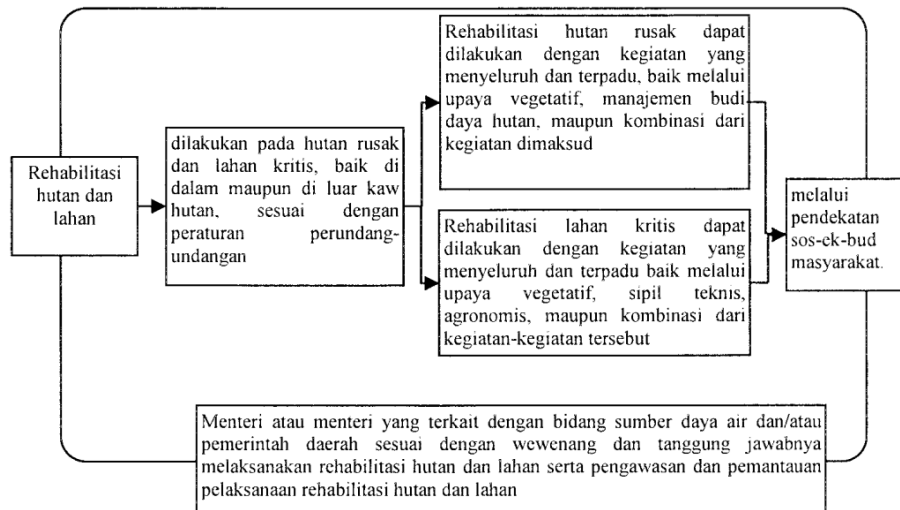 Rehabilitasi
hutan dan
lahan
dilakukan pada hutan rusak
dan lahan kritis, baik di
dalam maupun di luar kaw
hutan, sesuai dengan
peraturan perundang-
undangan
Rehabilitasi hutan rusak dapat
dilakukan dengan kegiatan yang
menyeluruh dan terpadu, baik melalui
upaya vegetatif, manajemen budi
daya hutan, maupun kombinasi dari
kegiatan dimaksud
Rehabilitasi lahan kritis dapat
dilakukan dengan kegiatan yang
menyeluruh dan terpadu baik melalui
upaya vegetatif, sipil teknis,
agronomis, maupun kombinasi dari
kegiatan-kegiatan tersebut
melalui
pendekatan
sos-ek-bud
masyarakat.
Menteri atau menteri yang terkait dengan bidang sumber daya air dan/atau
pemerintah daerah sesuai dengan wewenang dan tanggung jawabnya
melaksanakan rehabilitasi hutan dan lahan serta pengawasan dan pemantauan
pelaksanaan rehabilitasi hutan dan lahan